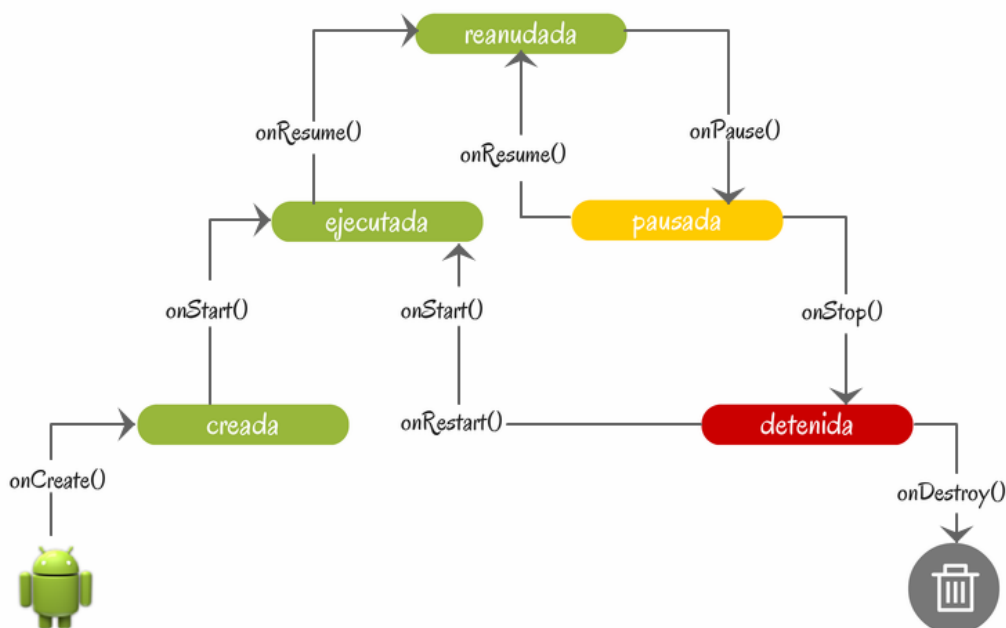 reanudada
onResume()
onResume()
onPause()
ejecutada
pausada
onStart()
onStart()
onStop()
creada
onRestart()
detenida
onCreate()
onDestroy()